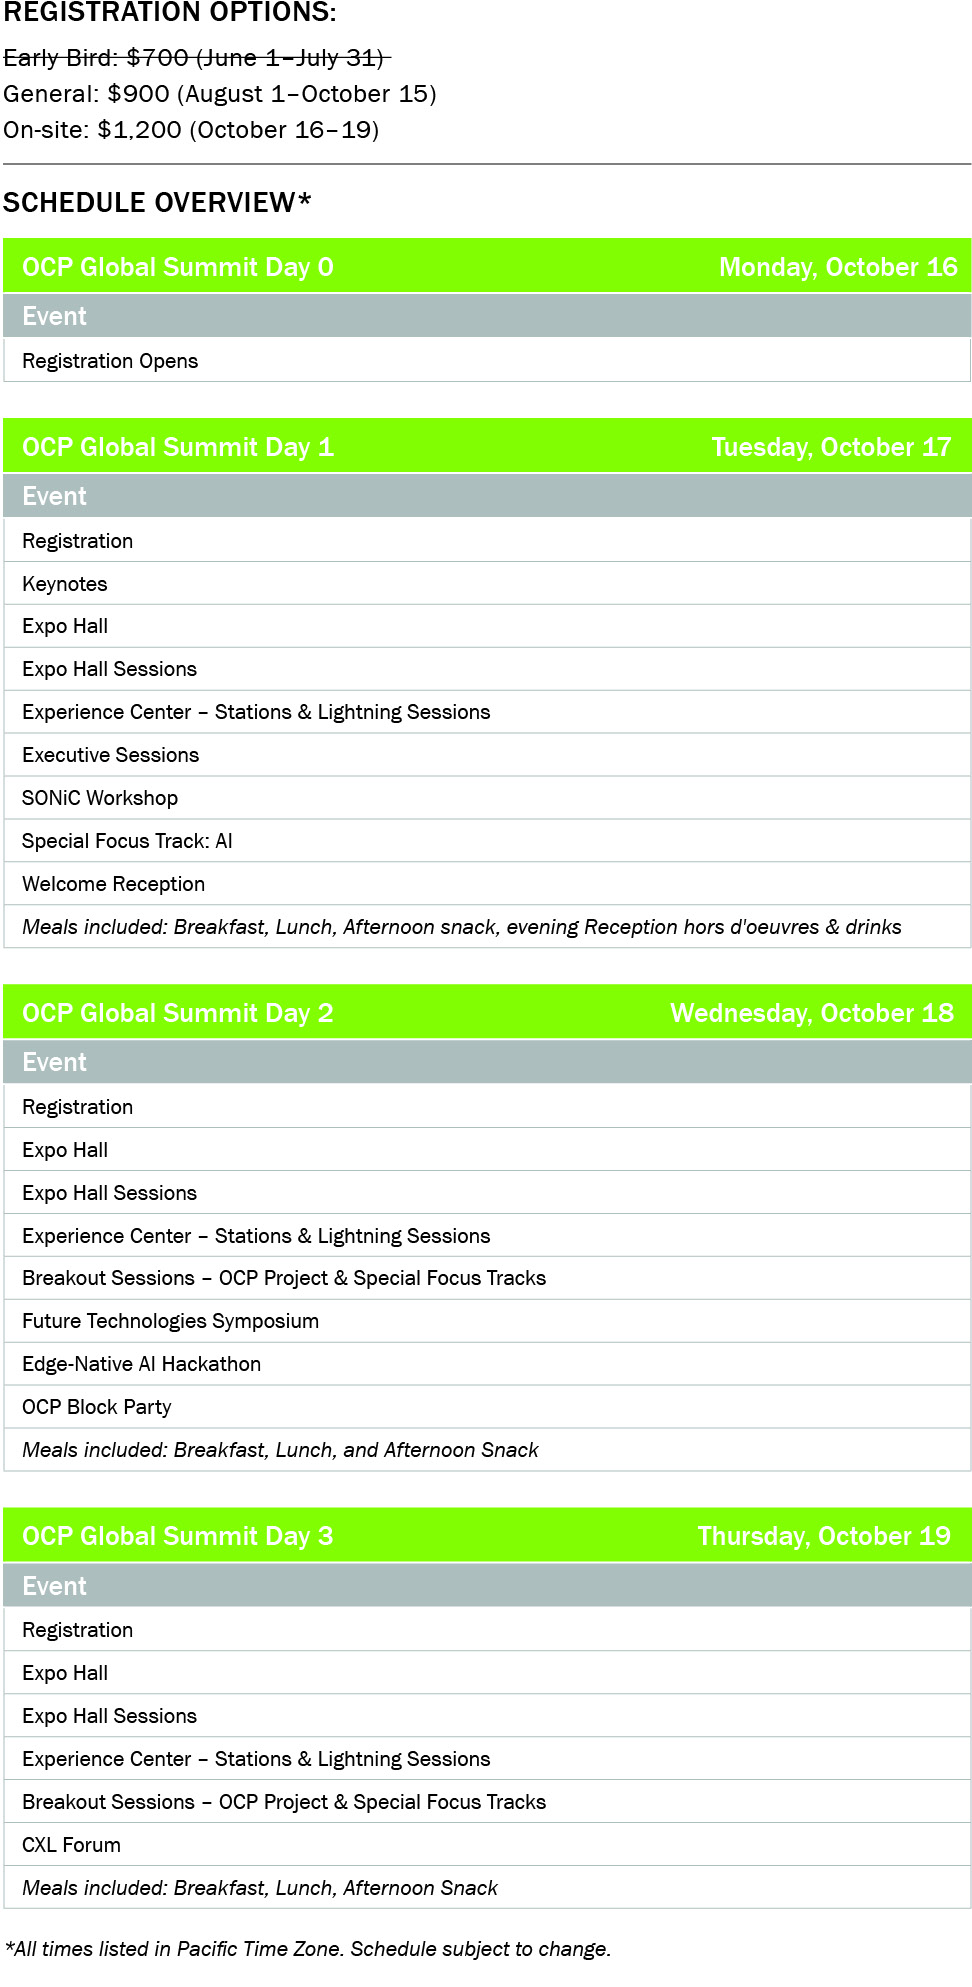 REGISTRATION OPTIONS:
Early Bird: $700 (June 1–July 31)
General: $900 (August 1–October 15)
On-site: $1,200 (October 16–19)
SCHEDULE OVERVIEW*
OCP Global Summit Day 0 Monday, October 16
Event
Registration Opens
OCP Global Summit Day 1 Tuesday, October 17
Event
Registration
Keynotes
Expo Hall
Expo Hall Sessions
Experience Center – Stations & Lightning Sessions
Executive Sessions
SONiC Workshop
Special Focus Track: AI
Welcome Reception
Meals included: Breakfast, Lunch, Afternoon snack, evening Reception hors d'oeuvres & drinks
OCP Global Summit Day 2 Wednesday, October 18
Event
Registration
Expo Hall
Expo Hall Sessions
Experience Center – Stations & Lightning Sessions
Breakout Sessions – OCP Project & Special Focus Tracks
Future Technologies Symposium
Edge-Native AI Hackathon
OCP Block Party
Meals included: Breakfast, Lunch, and Afternoon Snack
OCP Global Summit Day 3 Thursday, October 19
Event
Registration
Expo Hall
Expo Hall Sessions
Experience Center – Stations & Lightning Sessions
Breakout Sessions – OCP Project & Special Focus Tracks
CXL Forum
Meals included: Breakfast, Lunch, Afternoon Snack
*All times listed in Pacific Time Zone. Schedule subject to change.